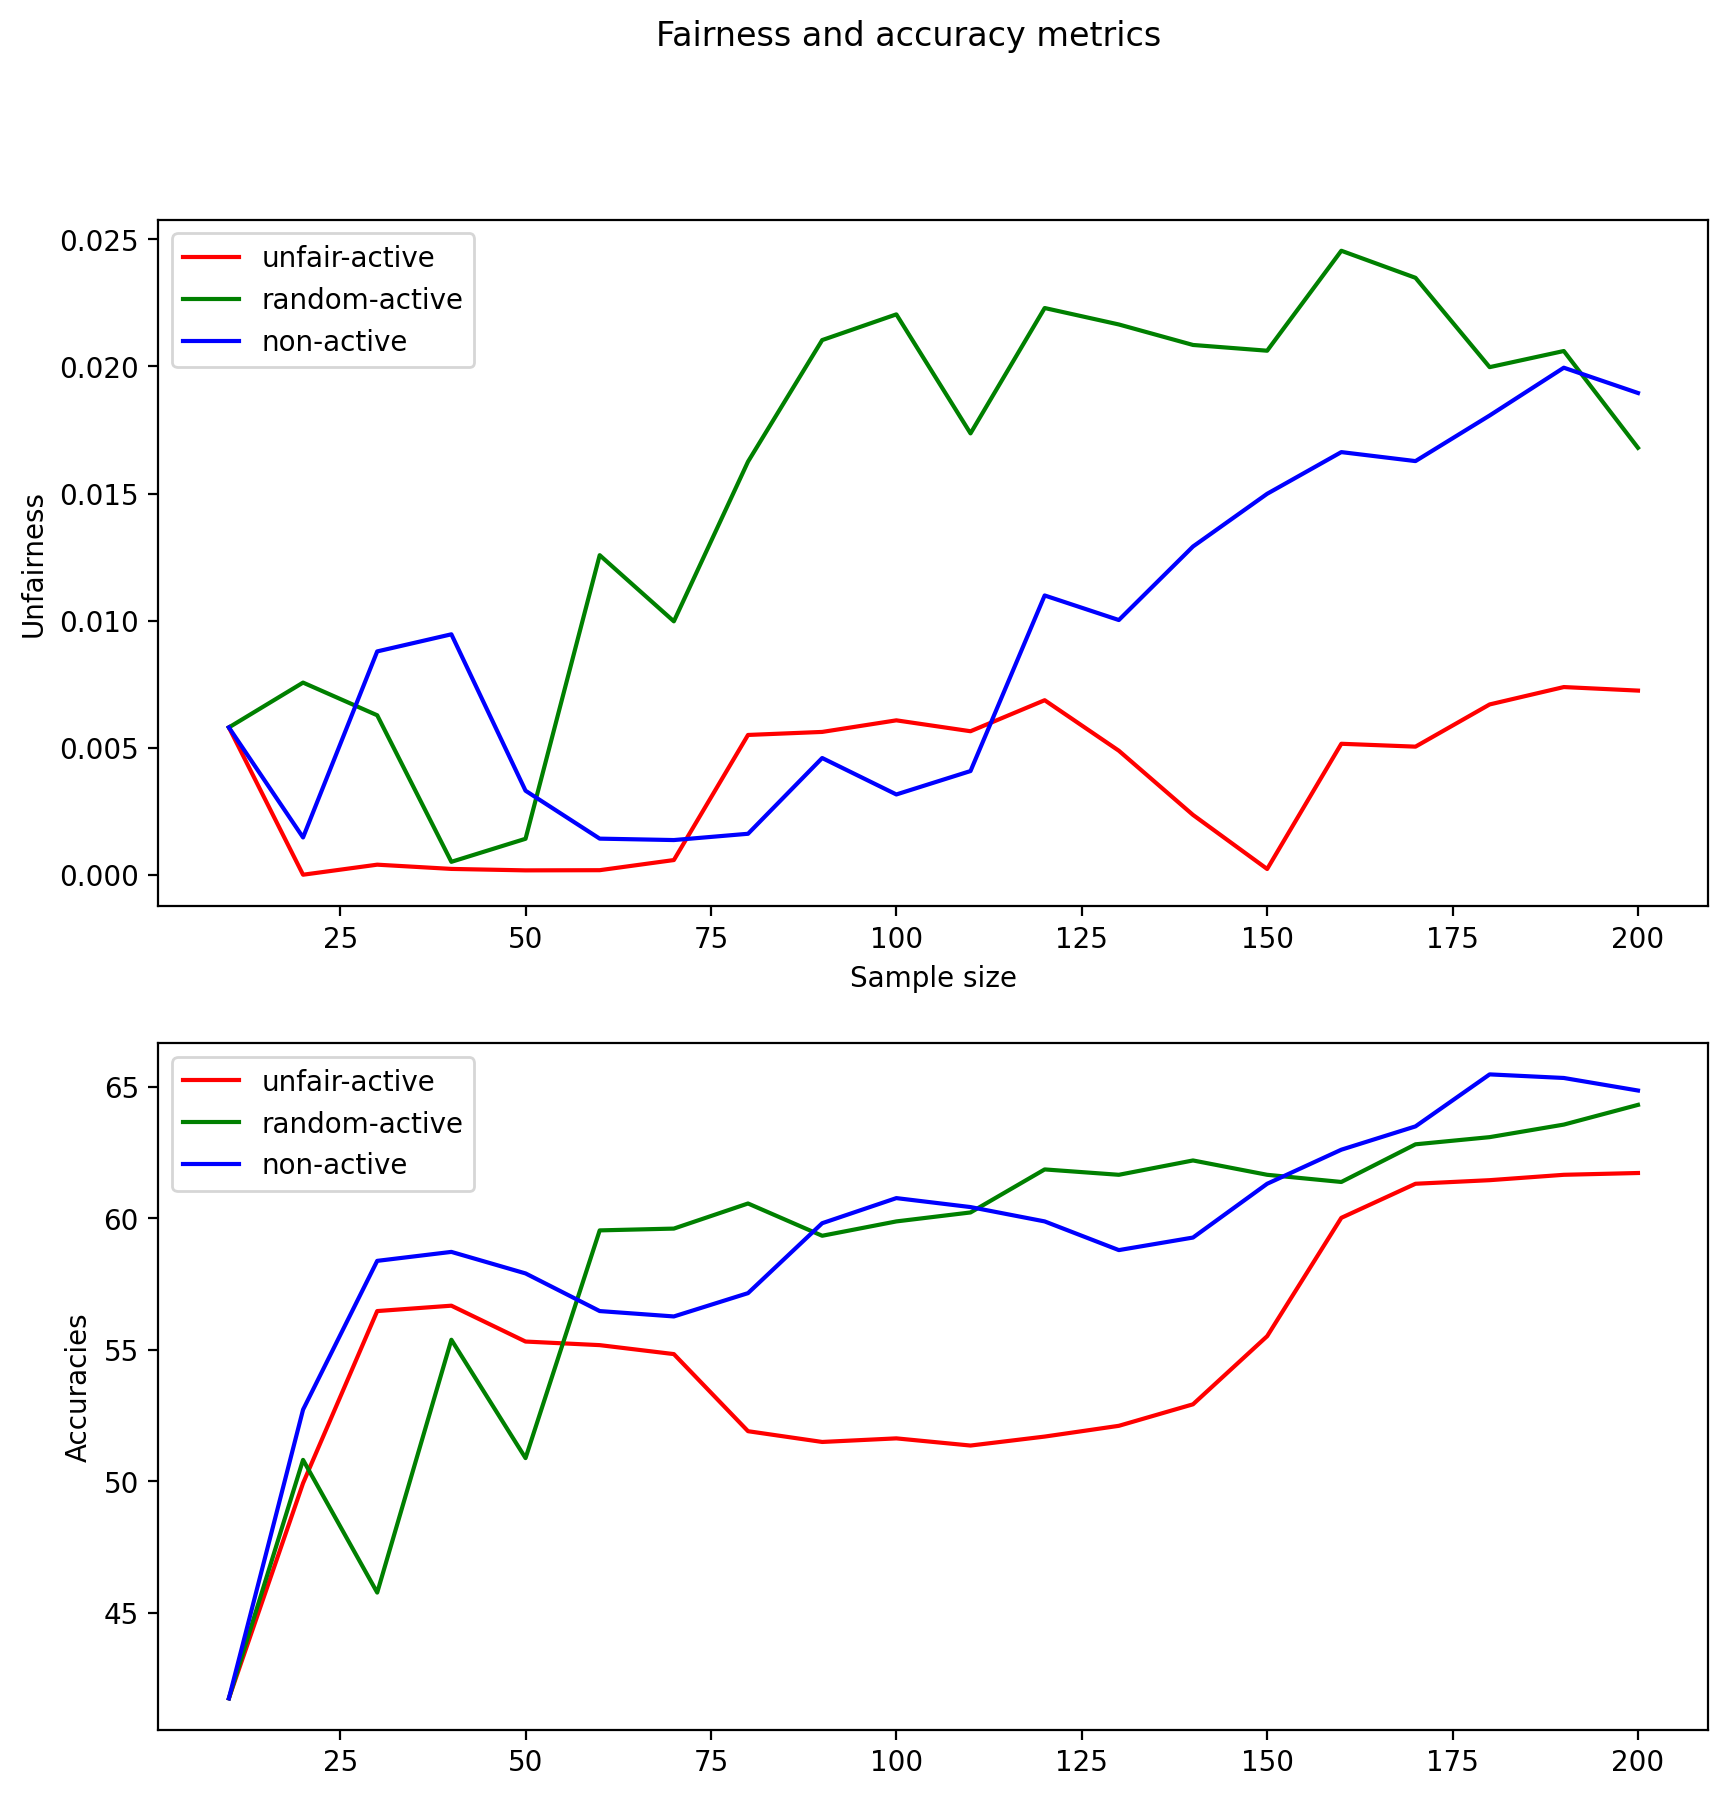 Fairness and accuracy metrics
unfair-active
random-active
non-active
0.025
0.020
0.015
0.010
0.005
0.000
Unfairness
25 50 75 100 125 150 175 200
Sample size
unfair-active
random-active
non-active
65
60
55
50
45
Accuracies
25 50 75 100 125 150 175 200